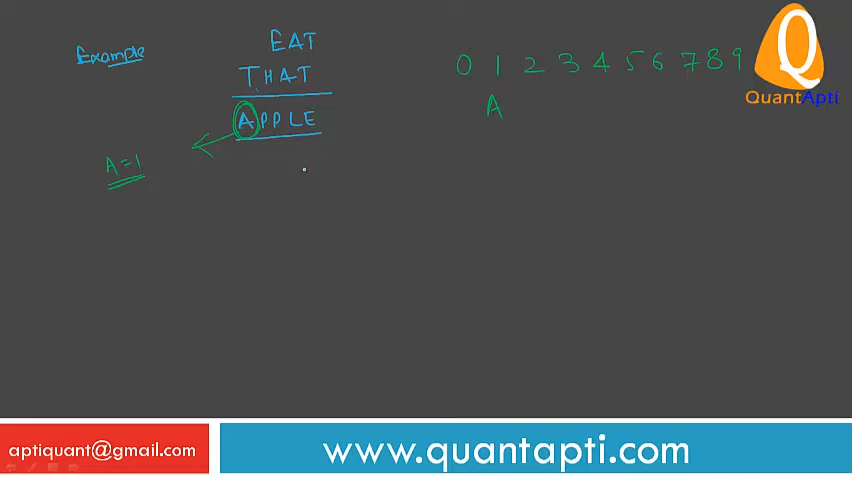 Example
EAT
THAT
APPLE
A=1
0 1 2 3 4 5 6 7 8 9
A
QuantApti
aptiquant@gmail.com
www.quantapti.com